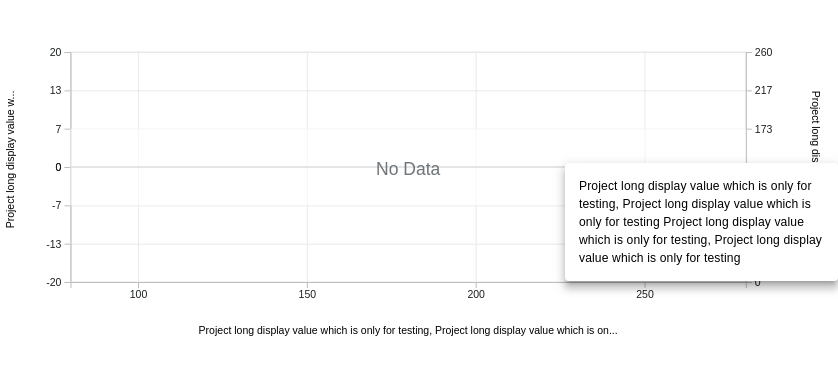 20
13
7
0
-7
-13
-20
Project long display value w...
260
217
173
0
Project long dis
No Data
Project long display value which is only for
testing, Project long display value which is
only for testing Project long display value
which is only for testing, Project long display
value which is only for testing
100
150
200
250
Project long display value which is only for testing, Project long display value which is on...